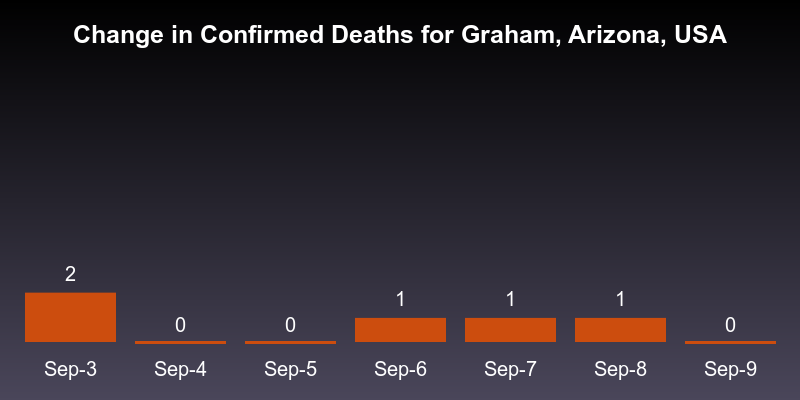 Change in Confirmed Deaths for Graham, Arizona, USA
2
0
0
1
1
1
0
Sep-3
Sep-4
Sep-5
Sep-6
Sep-7
Sep-8
Sep-9